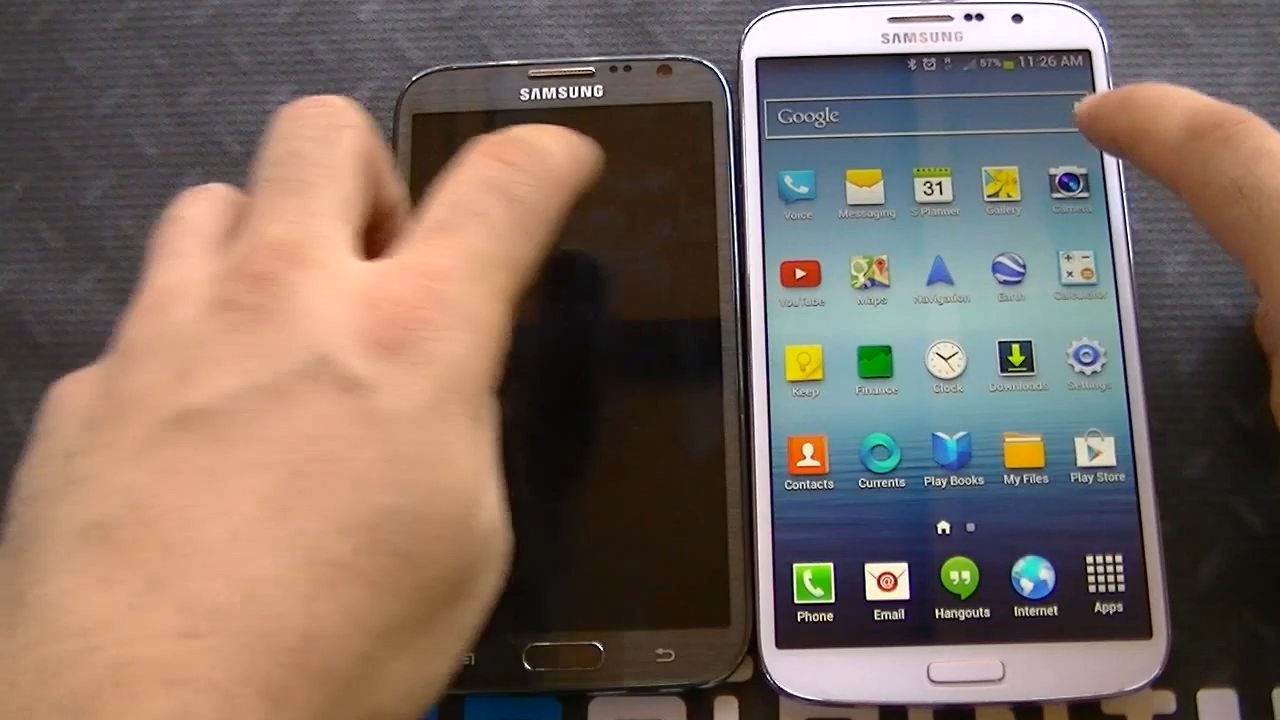 SAMSUNG
SAMSUNG
57% 11:26 AM
Google
Voice Messaging S Planner Gallery Camera
31
YouTube Maps Navigation Earth Calculator
Keep Finance Clock Downloads Settings
Contacts Currents Play Books My Files Play Store
Phone Email Hangouts Internet Apps